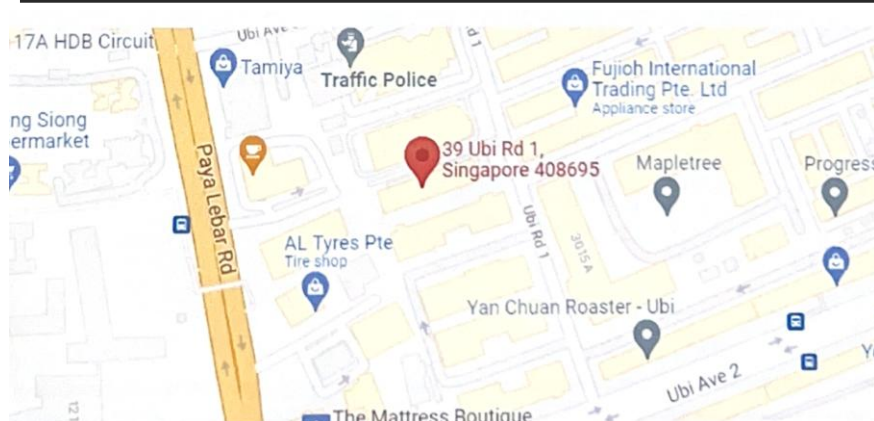 17A HDB Circuit
Ubi Ave
d 1
Tamiya
Traffic Police
Fujioh International
Trading Pte. Ltd
Appliance store
ng Siong
ermarket
39 Ubi Rd 1,
Singapore 408695
Mapletree
Progress
Paya Lebar Rd
Ubi Rd 1
3015A
AL Tyres Pte
Tire shop
Yan Chuan Roaster - Ubi
Ubi Ave 2
The Mattress Boutique